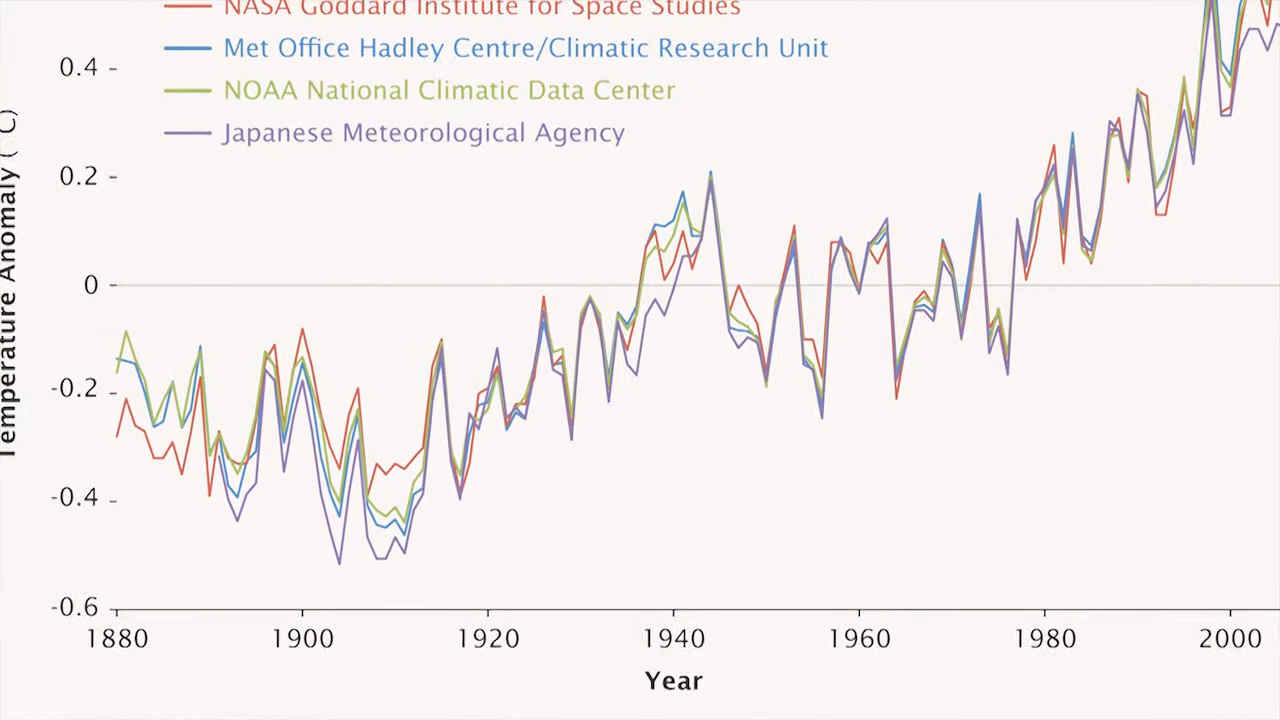 NASA Goddard Institute for Space Studies
Met Office Hadley Centre/Climatic Research Unit
NOAA National Climatic Data Center
Japanese Meteorological Agency
Temperature Anomaly ( C)
0.4
0.2
0
-0.2
-0.4
-0.6
1880 1900 1920 1940 1960 1980 2000
Year